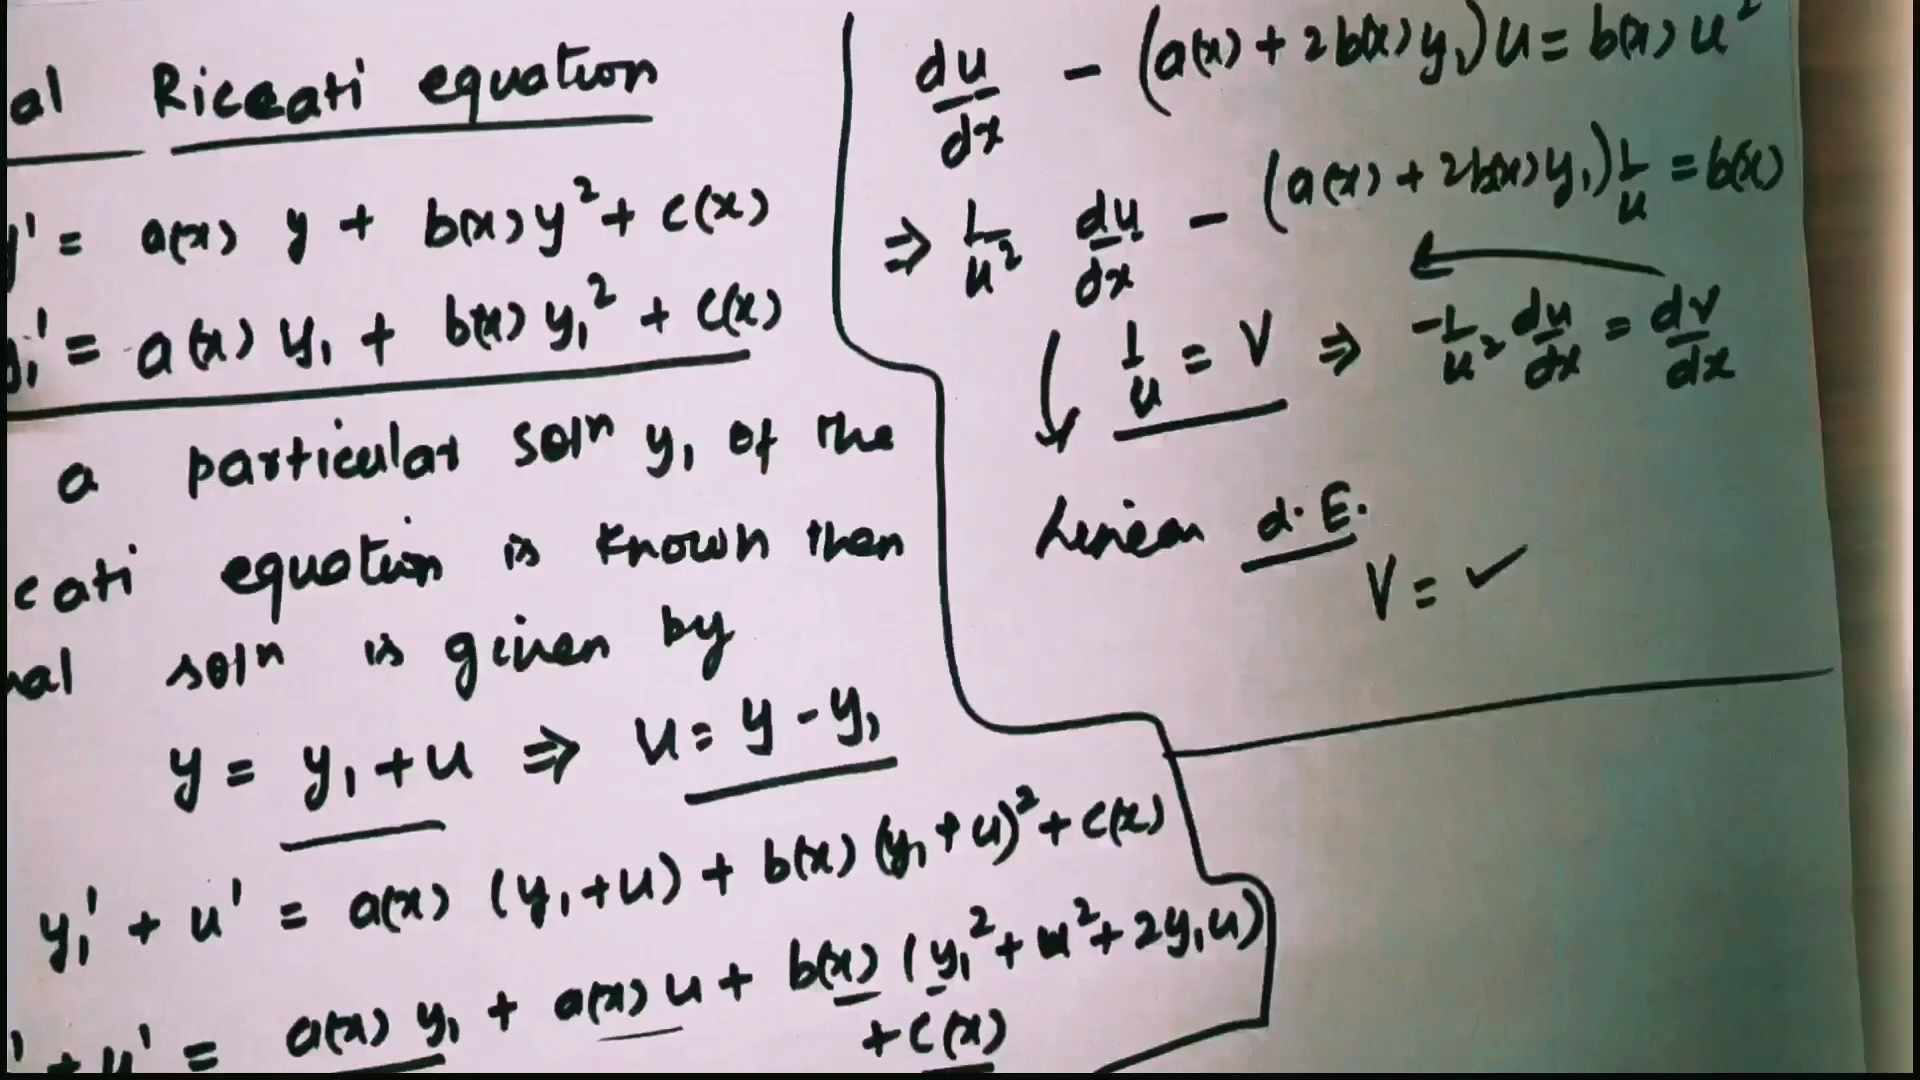 al Riccati equation
y' = a(x) y + b(x) y² + c(x)
y₁' = a(x) y₁ + b(x) y₁² + c(x)
a particular solⁿ y₁ of the
cati equation is known then
ral solⁿ is given by
y = y₁ + u ⇒ u = y - y₁
y₁' + u' = a(x) (y₁ + u) + b(x) (y₁ + u)² + c(x)
' + u' = a(x) y₁ + a(x) u + b(x) (y₁² + u² + 2y₁u)
+ c(x)
du/dx - (a(x) + 2b(x) y₁) u = b(x) u²
⇒ 1/u² du/dx - (a(x) + 2b(x) y₁) 1/u = b(x)
1/u = V ⇒ -1/u² du/dx = dv/dx
Linear d.E.
V = ✓